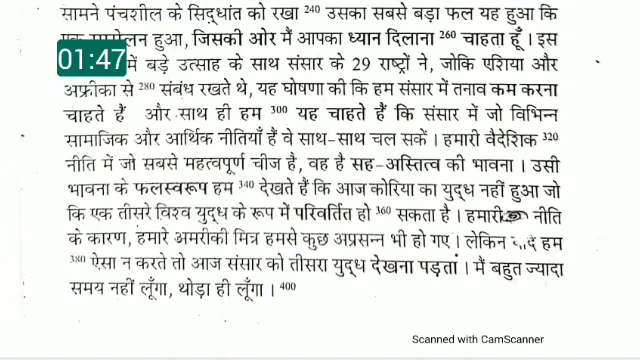 सामने पंचशील के सिद्धांत को रखा 240 उसका सबसे बड़ा फल यह हुआ कि
एक सम्मेलन हुआ, जिसकी ओर मैं आपका ध्यान दिलाना 260 चाहता हूँ। इस
01:47 में बड़े उत्साह के साथ संसार के 29 राष्ट्रों ने, जोकि एशिया और
अफ्रीका से 280 संबंध रखते थे, यह घोषणा की कि हम संसार में तनाव कम करना
चाहते हैं और साथ ही हम 300 यह चाहते हैं कि संसार में जो विभिन्न
सामाजिक और आर्थिक नीतियाँ हैं वे साथ-साथ चल सकें। हमारी वैदेशिक 320
नीति में जो सबसे महत्वपूर्ण चीज है, वह है सह-अस्तित्व की भावना। उसी
भावना के फलस्वरूप हम 340 देखते हैं कि आज कोरिया का युद्ध नहीं हुआ जो
कि एक तीसरे विश्व युद्ध के रूप में परिवर्तित हो 360 सकता है। हमारी नीति
के कारण, हमारे अमरीकी मित्र हमसे कुछ अप्रसन्न भी हो गए। लेकिन हम
380 ऐसा न करते तो आज संसार को तीसरा युद्ध देखना पड़ता। मैं बहुत ज्यादा
समय नहीं लूँगा, थोड़ा ही लूँगा। 400
Scanned with CamScanner